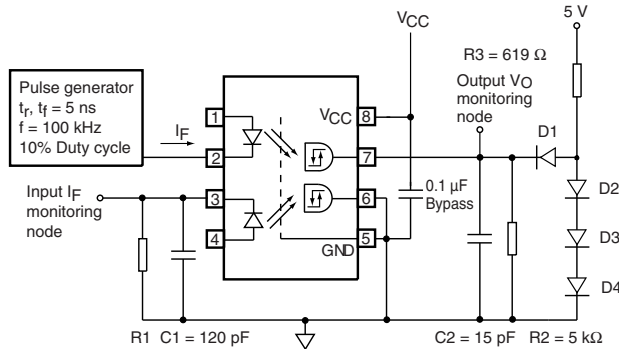 VCC
5 V
R3 = 619 Ω
Output VO
monitoring
node
D1
Pulse generator
tr, tf = 5 ns
f = 100 kHz
10% Duty cycle
IF
1
2
3
4
VCC
8
7
6
5
GND
0.1 µF
Bypass
D2
D3
D4
Input IF
monitoring
node
R1
C1 = 120 pF
C2 = 15 pF
R2 = 5 kΩ